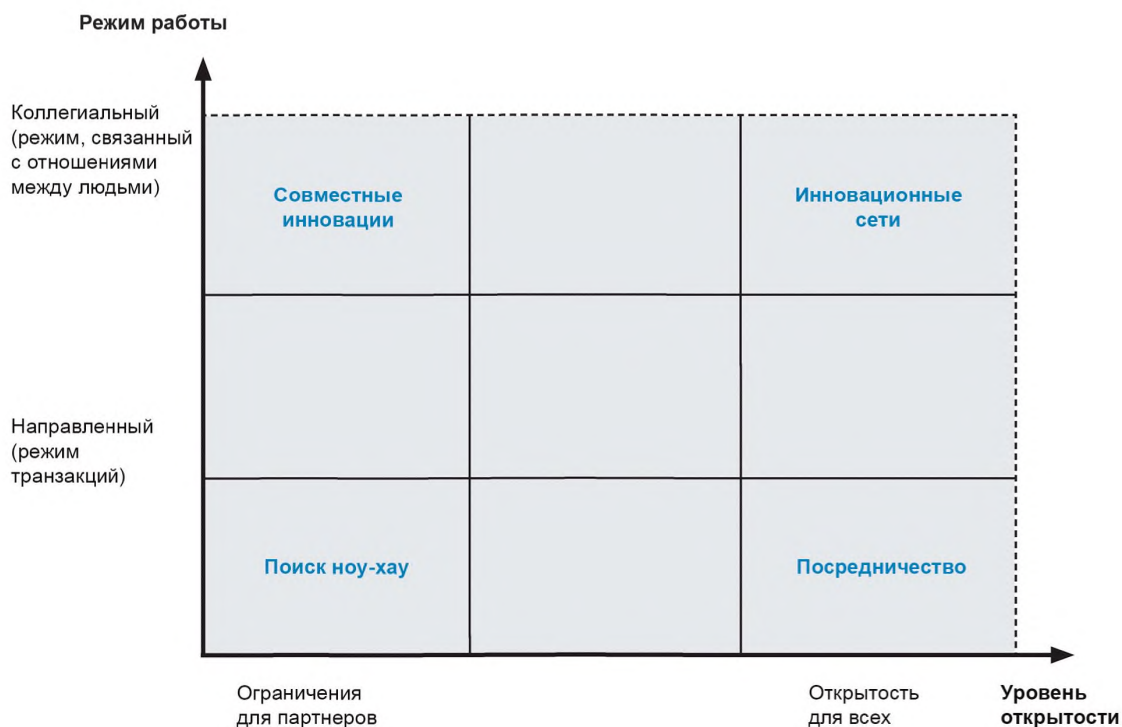 Режим работы
Коллегиальный
(режим, связанный
с отношениями
между людьми)
Совместные
инновации
Инновационные
сети
Направленный
(режим
транзакций)
Поиск ноу-хау
Посредничество
Ограничения
для партнеров
Открытость
для всех
Уровень
открытости